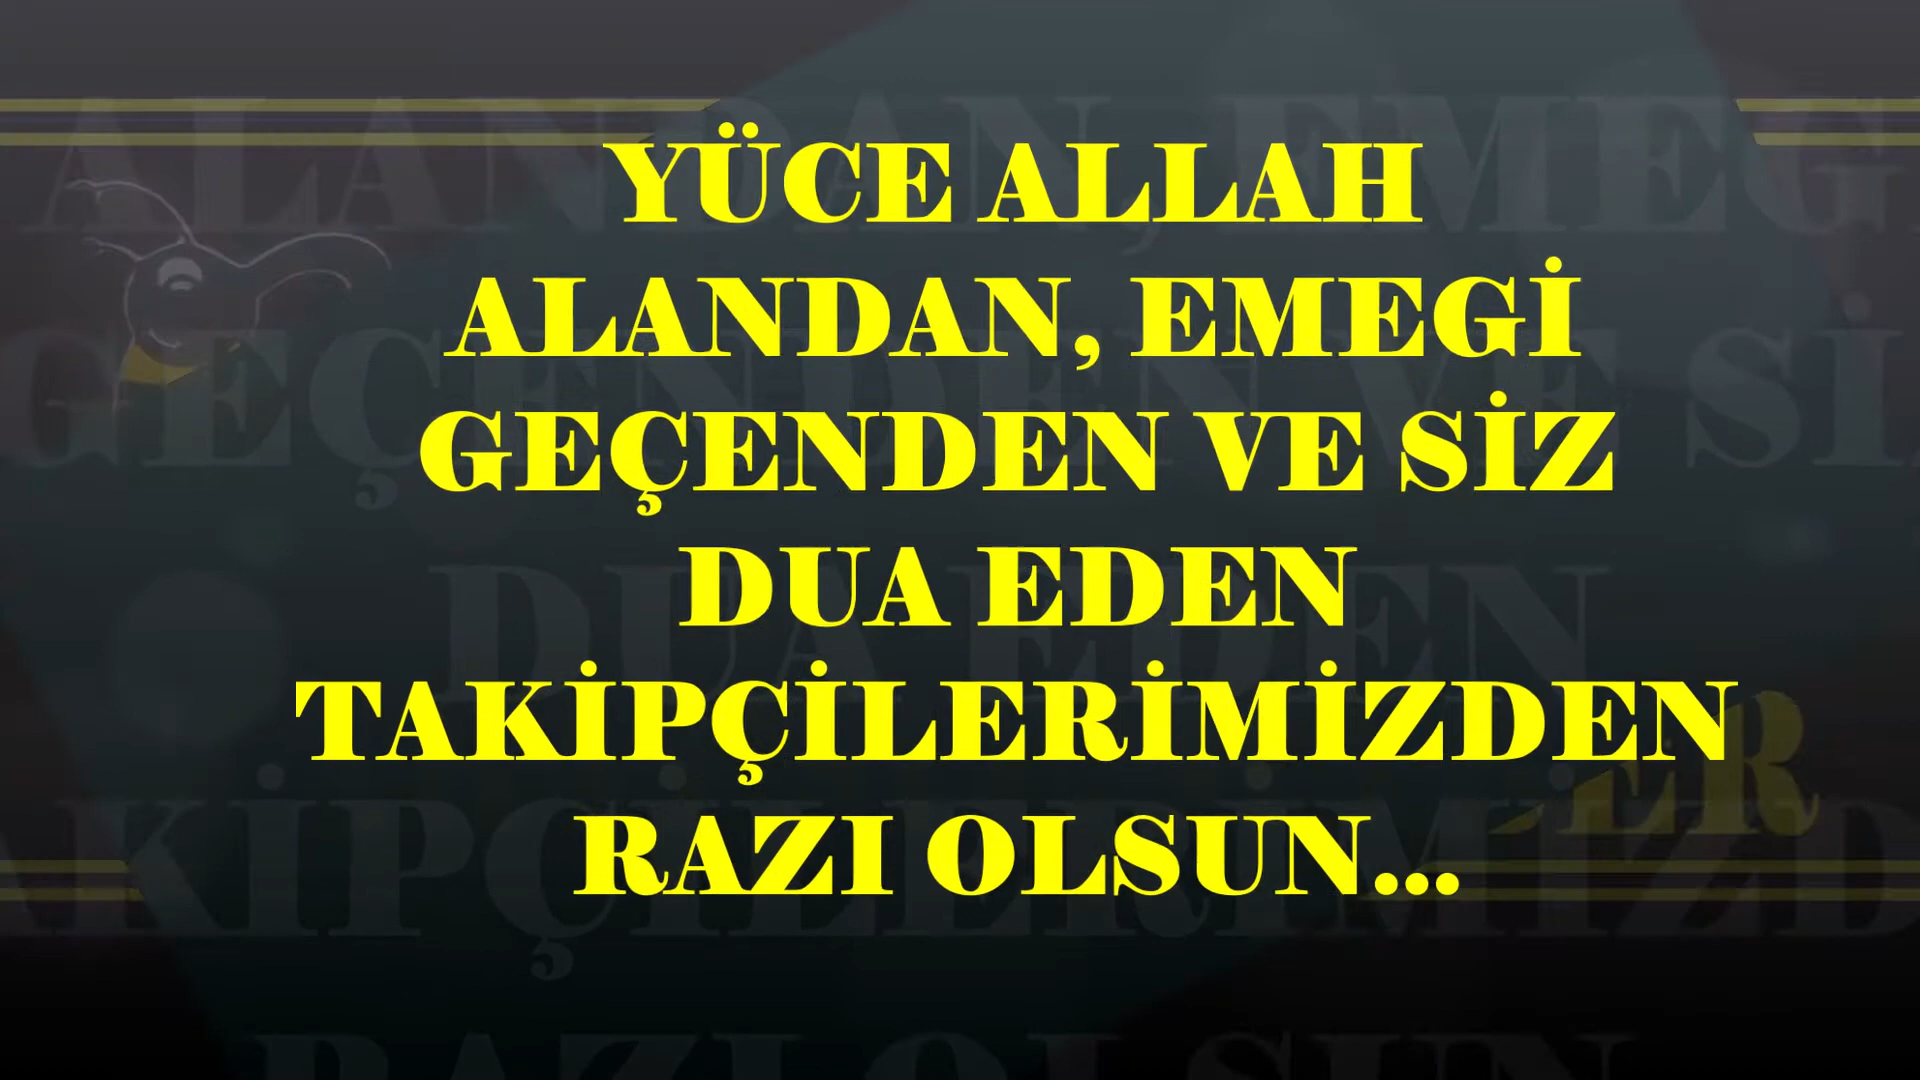 YÜCE ALLAH
ALANDAN, EMEGİ
GEÇENDEN VE SİZ
DUA EDEN
TAKİPÇİLERİMİZDEN
RAZI OLSUN...